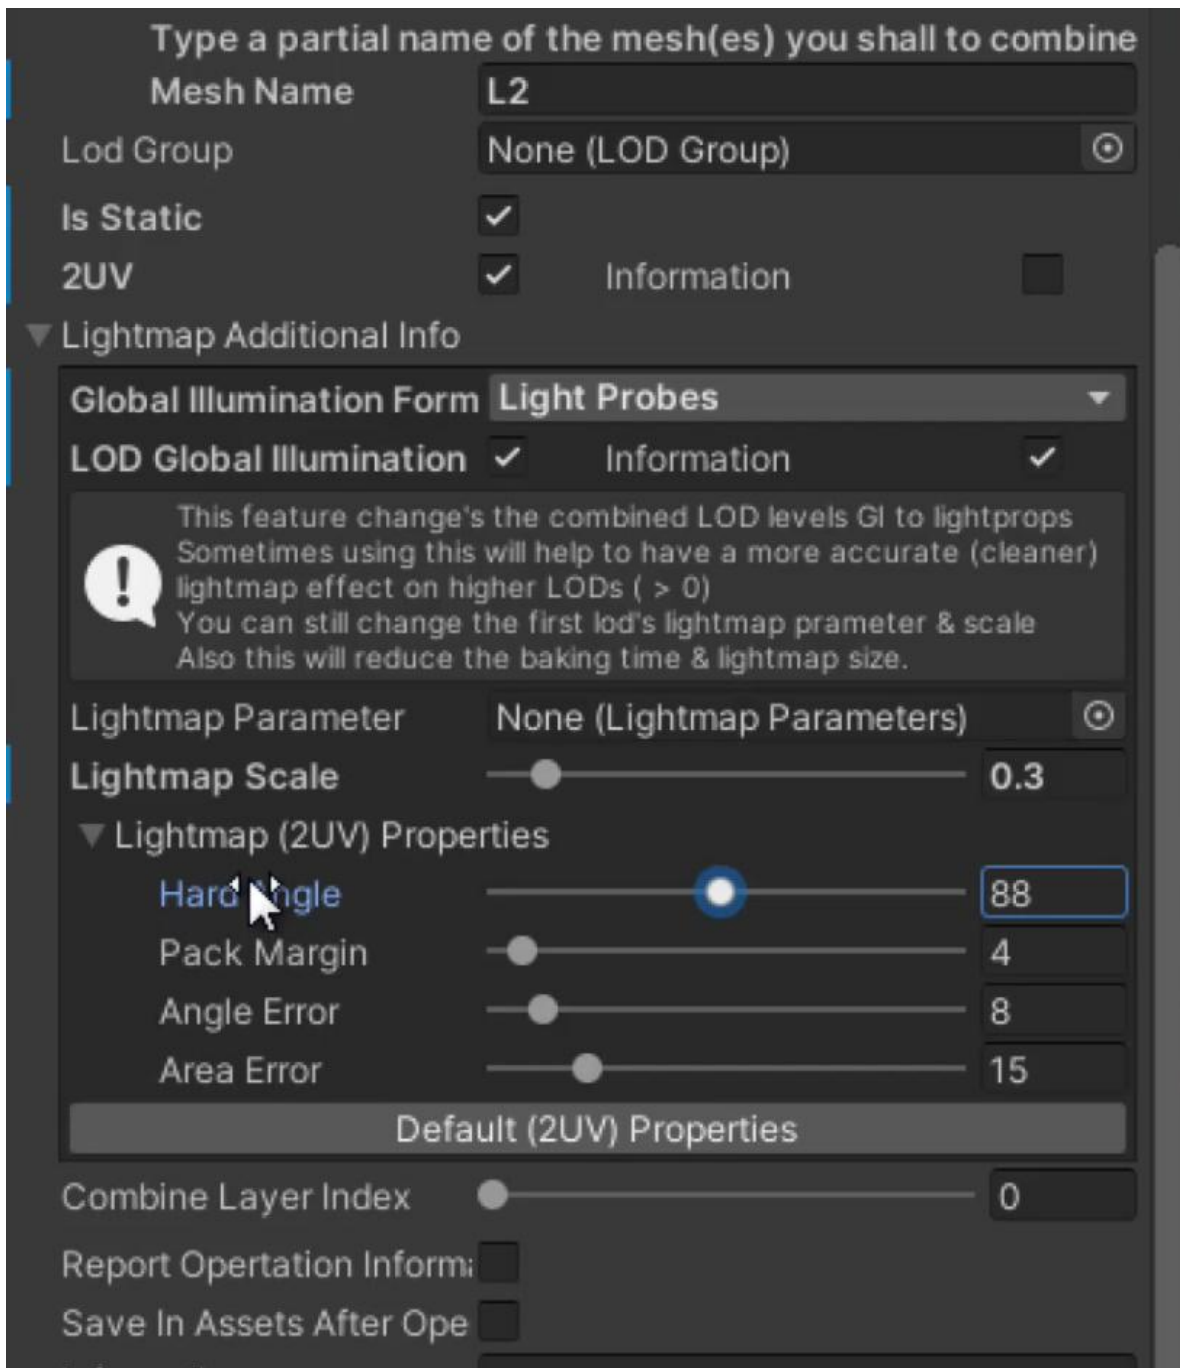 Type a partial name of the mesh(es) you shall to combine
Mesh Name L2
Lod Group None (LOD Group)
Is Static
2UV Information
Lightmap Additional Info
Global Illumination Form Light Probes
LOD Global Illumination Information
This feature change's the combined LOD levels GI to lightprops
Sometimes using this will help to have a more accurate (cleaner)
lightmap effect on higher LODs ( > 0)
You can still change the first lod's lightmap prameter & scale
Also this will reduce the baking time & lightmap size.
Lightmap Parameter None (Lightmap Parameters)
Lightmap Scale 0.3
Lightmap (2UV) Properties
Hard Angle 88
Pack Margin 4
Angle Error 8
Area Error 15
Default (2UV) Properties
Combine Layer Index 0
Report Opertation Informa
Save In Assets After Ope